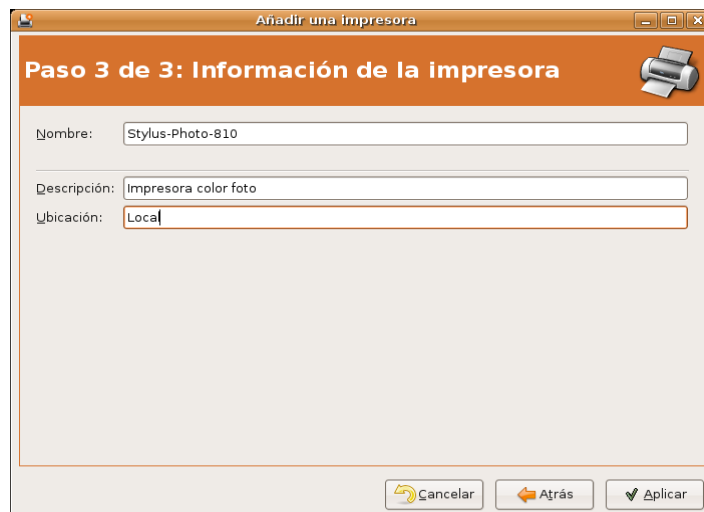 Añadir una impresora
Paso 3 de 3: Información de la impresora
Nombre: Stylus-Photo-810
Descripción: Impresora color foto
Ubicación: Local
Cancelar Atrás Aplicar